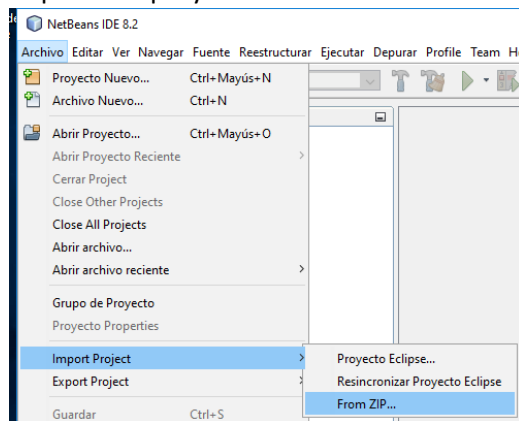 NetBeans IDE 8.2
Archivo Editar Ver Navegar Fuente Reestructurar Ejecutar Depurar Profile Team
Proyecto Nuevo... Ctrl+Mayús+N
Archivo Nuevo... Ctrl+N
Abrir Proyecto... Ctrl+Mayús+O
Abrir Proyecto Reciente
Cerrar Project
Close Other Projects
Close All Projects
Abrir archivo...
Abrir archivo reciente
Grupo de Proyecto
Proyecto Properties
Import Project
Export Project
Guardar Ctrl+S
Proyecto Eclipse...
Resincronizar Proyecto Eclipse
From ZIP...